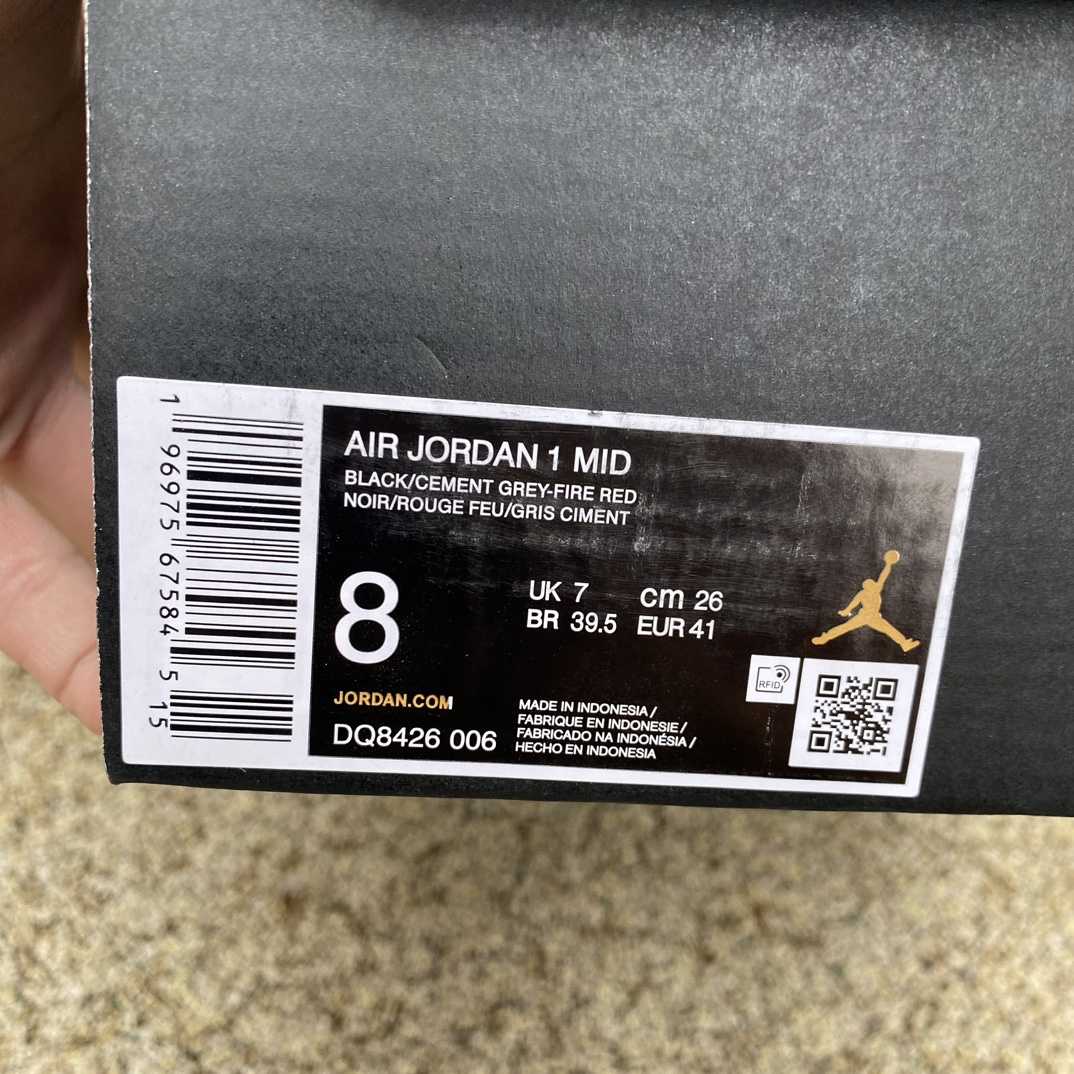 1 96975 67584 5 15
AIR JORDAN 1 MID
BLACK/CEMENT GREY-FIRE RED
NOIR/ROUGE FEU/GRIS CIMENT
8
UK 7 cm 26
BR 39.5 EUR 41
RFID
JORDAN.COM
DQ8426 006
MADE IN INDONESIA /
FABRIQUE EN INDONESIE /
FABRICADO NA INDONÉSIA /
HECHO EN INDONESIA